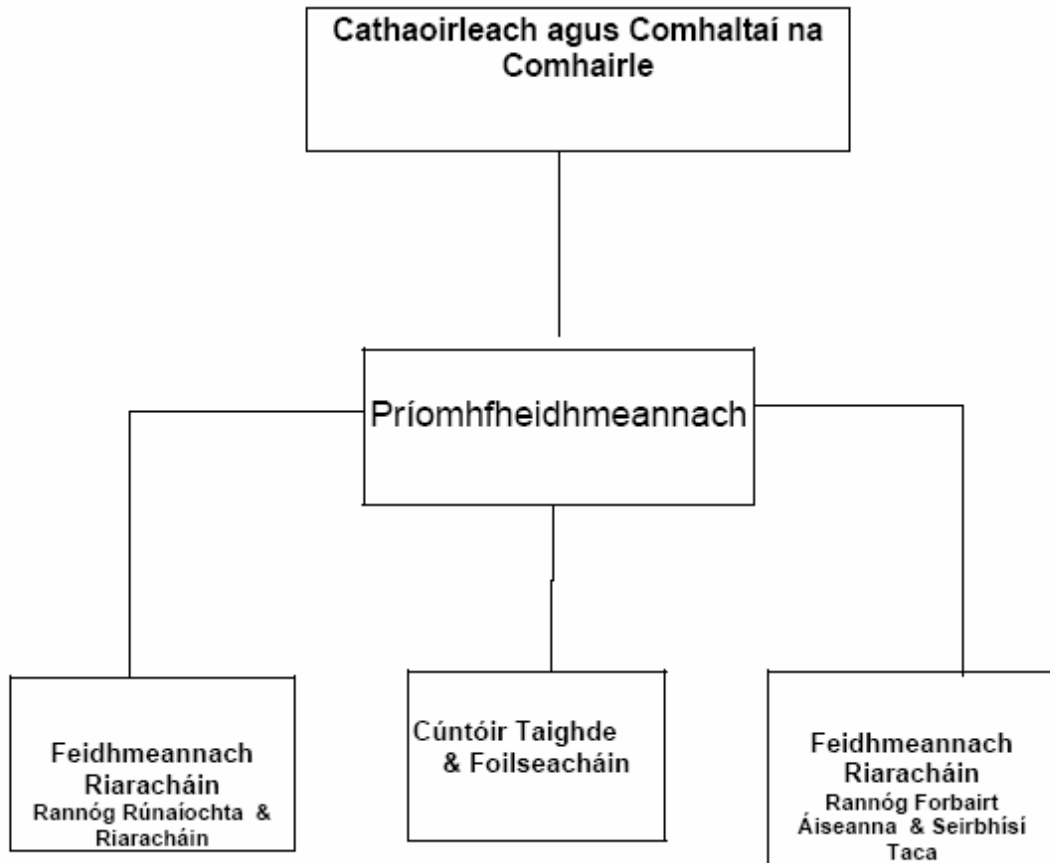 Cathaoirleach agus Comhaltaí na
Comhairle
Príomhfheidhmeannach
Feidhmeannach
Riaracháin
Rannóg Rúnaíochta &
Riaracháin
Cúntóir Taighde
& Foilseacháin
Feidhmeannach
Riaracháin
Rannóg Forbairt
Áiseanna & Seirbhísí
Taca